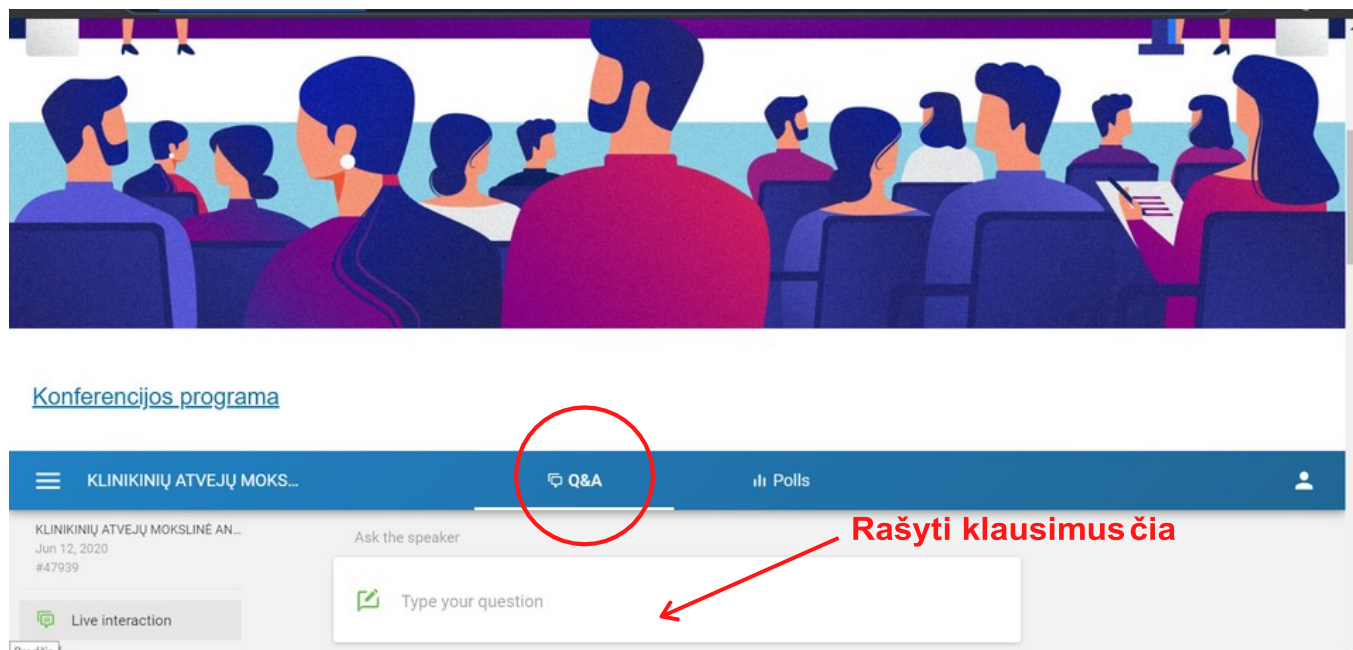 Konferencijos programa
KLINIKINIŲ ATVEJŲ MOKS...
Q&A
Polls
KLINIKINIŲ ATVEJŲ MOKSLINĖ AN...
Jun 12, 2020
#47939
Ask the speaker
Rašyti klausimus čia
Type your question
Live interaction